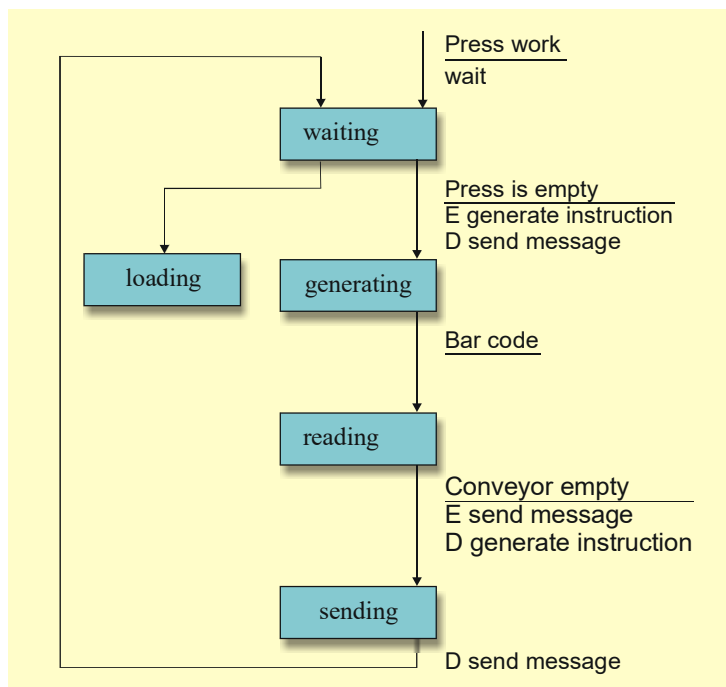 Press work
wait
waiting
Press is empty
E generate instruction
D send message
loading
generating
Bar code
reading
Conveyor empty
E send message
D generate instruction
sending
D send message